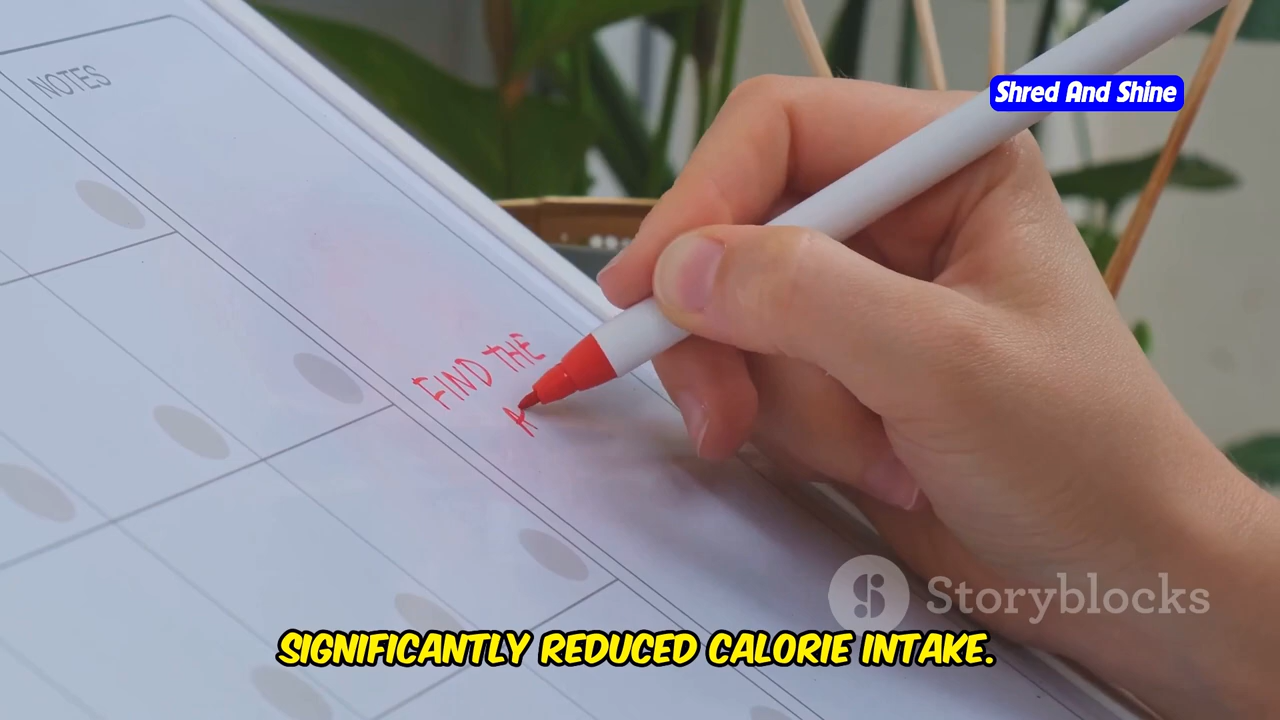 NOTES
Shred And Shine
FIND THE
A
Storyblocks
SIGNIFICANTLY REDUCED CALORIE INTAKE.